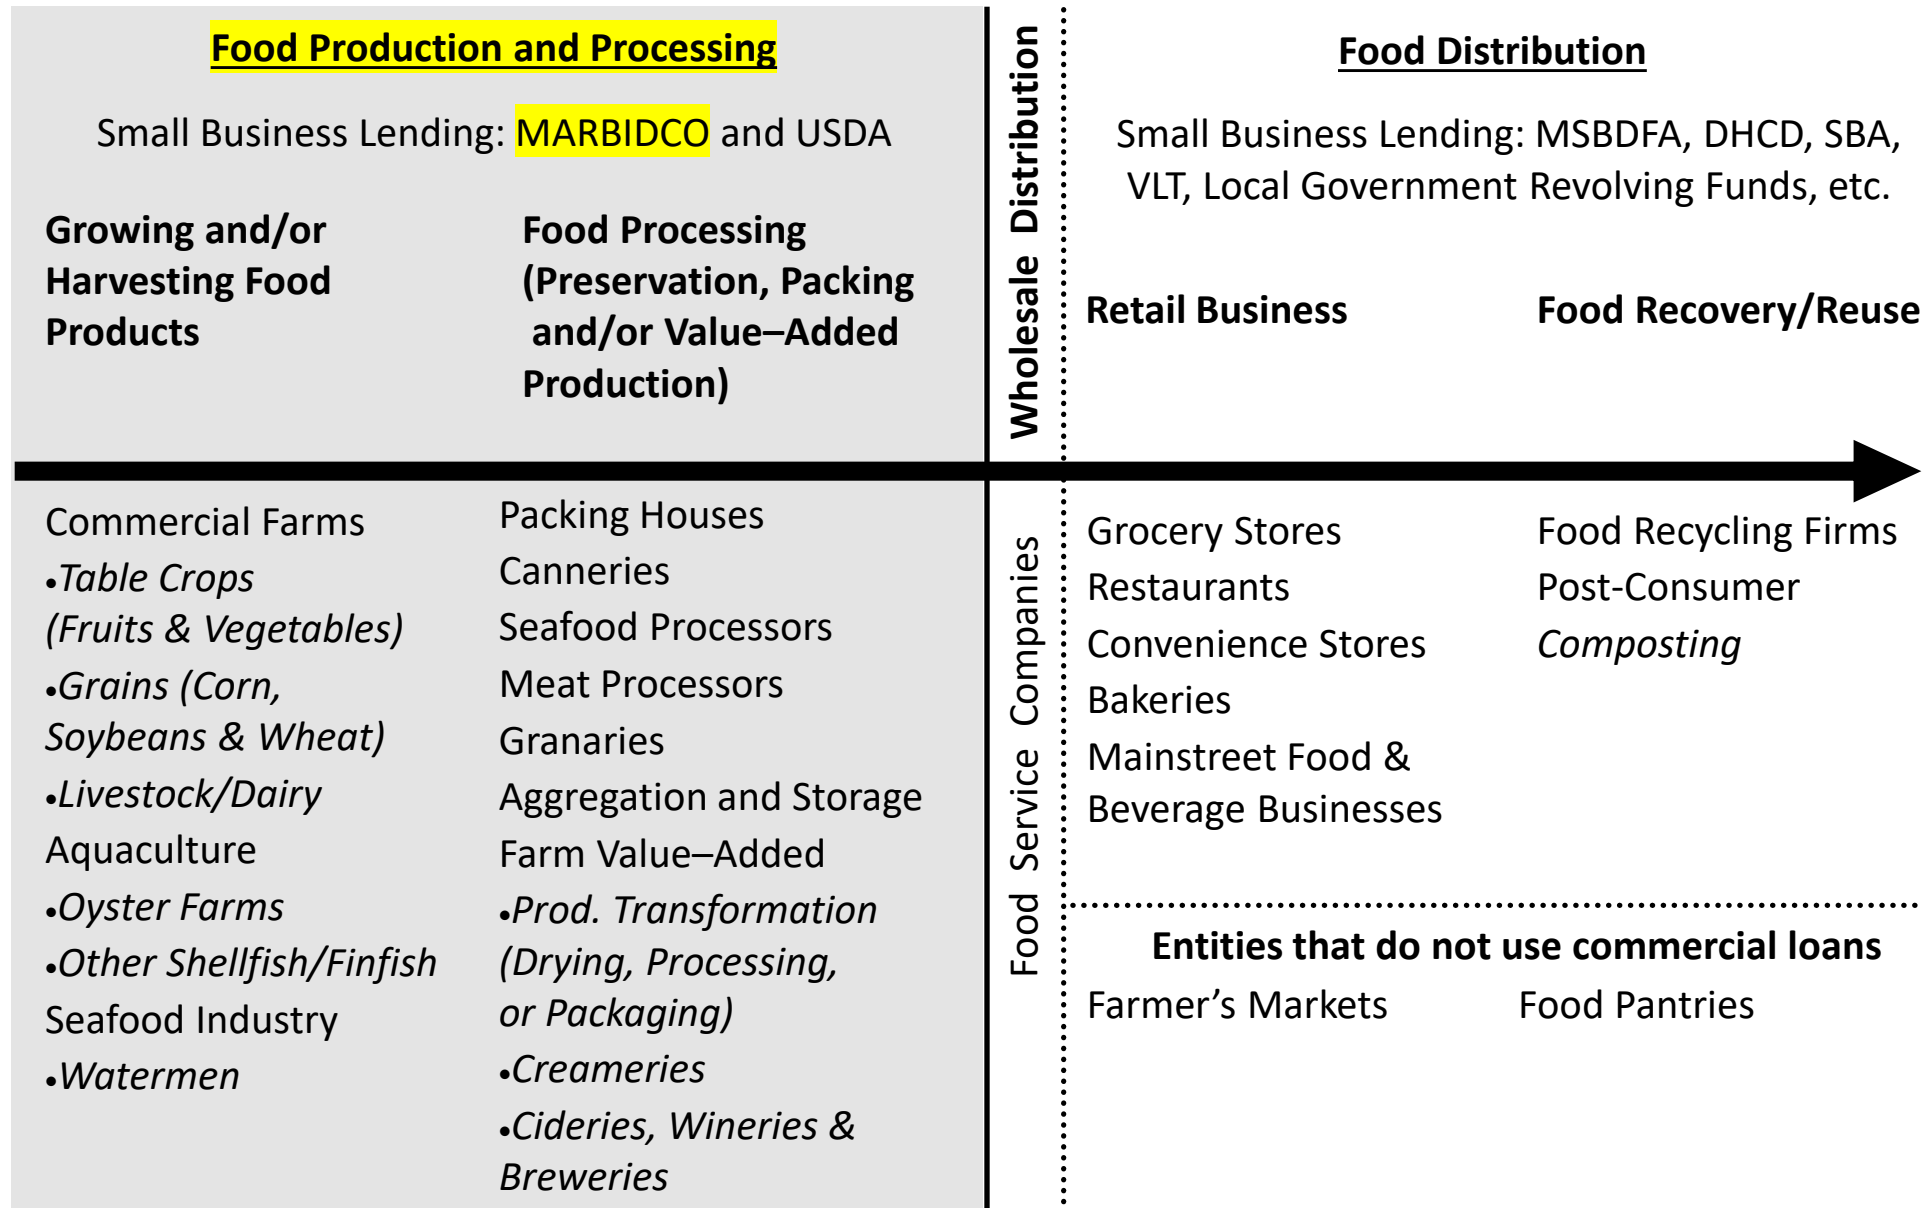 Food Production and Processing
Small Business Lending: MARBIDCO and USDA
Growing and/or
Harvesting Food
Products
Food Processing
(Preservation, Packing
and/or Value–Added
Production)
Commercial Farms
•Table Crops
(Fruits & Vegetables)
•Grains (Corn,
Soybeans & Wheat)
•Livestock/Dairy
Aquaculture
•Oyster Farms
•Other Shellfish/Finfish
Seafood Industry
•Watermen
Packing Houses
Canneries
Seafood Processors
Meat Processors
Granaries
Aggregation and Storage
Farm Value–Added
•Prod. Transformation
(Drying, Processing,
or Packaging)
•Creameries
•Cideries, Wineries &
Breweries
Wholesale Distribution
Food Service Companies
Food Distribution
Small Business Lending: MSBDFA, DHCD, SBA,
VLT, Local Government Revolving Funds, etc.
Retail Business
Food Recovery/Reuse
Grocery Stores
Restaurants
Convenience Stores
Bakeries
Mainstreet Food &
Beverage Businesses
Food Recycling Firms
Post-Consumer
Composting
Entities that do not use commercial loans
Farmer’s Markets
Food Pantries